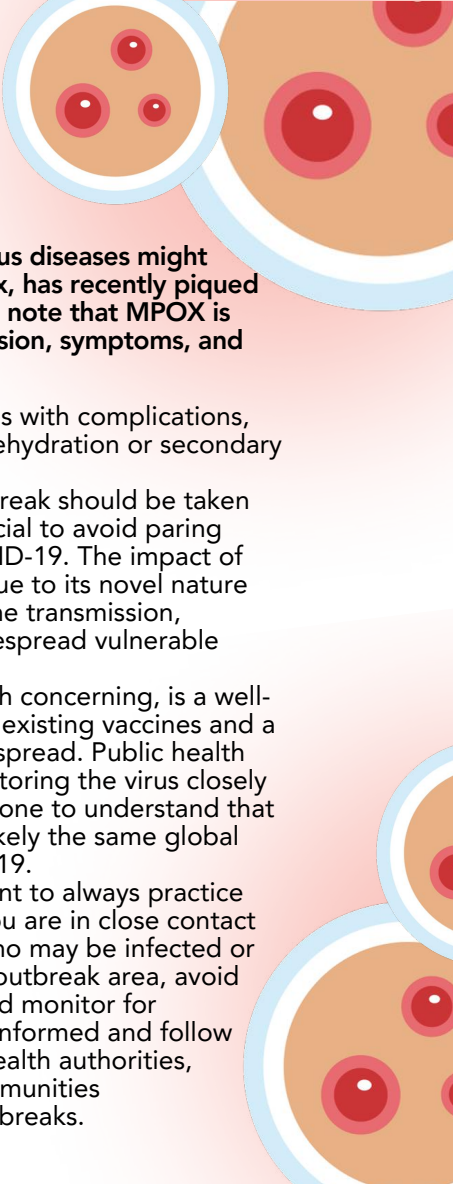 us diseases might
x, has recently piqued
note that MPOX is
sion, symptoms, and
s with complications,
ehydration or secondary
reak should be taken
cial to avoid paring
ID-19. The impact of
ue to its novel nature
ne transmission,
espread vulnerable
h concerning, is a well-
existing vaccines and a
spread. Public health
toring the virus closely
one to understand that
kely the same global
19.
nt to always practice
ou are in close contact
ho may be infected or
outbreak area, avoid
d monitor for
nformed and follow
ealth authorities,
munities
breaks.